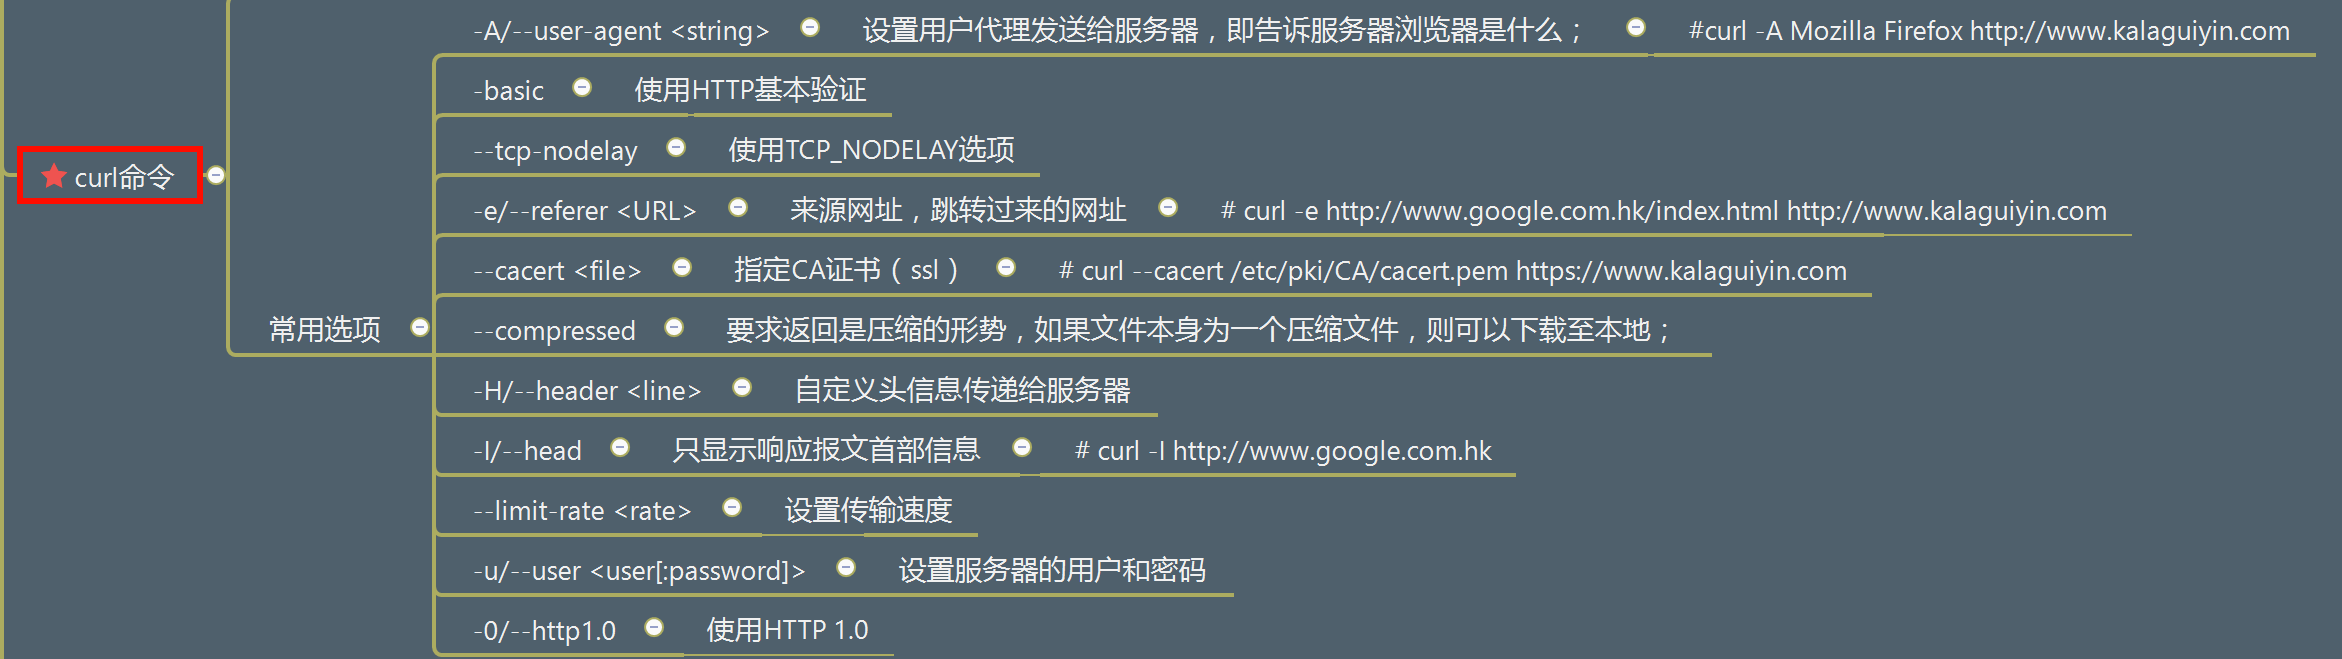 curl命令
常用选项
-A/--user-agent <string> 设置用户代理发送给服务器，即告诉服务器浏览器是什么； #curl -A Mozilla Firefox http://www.kalaguiyin.com
-basic 使用HTTP基本验证
--tcp-nodelay 使用TCP_NODELAY选项
-e/--referer <URL> 来源网址，跳转过来的网址 # curl -e http://www.google.com.hk/index.html http://www.kalaguiyin.com
--cacert <file> 指定CA证书（ssl） # curl --cacert /etc/pki/CA/cacert.pem https://www.kalaguiyin.com
--compressed 要求返回是压缩的形势，如果文件本身为一个压缩文件，则可以下载至本地；
-H/--header <line> 自定义头信息传递给服务器
-I/--head 只显示响应报文首部信息 # curl -I http://www.google.com.hk
--limit-rate <rate> 设置传输速度
-u/--user <user[:password]> 设置服务器的用户和密码
-0/--http1.0 使用HTTP 1.0